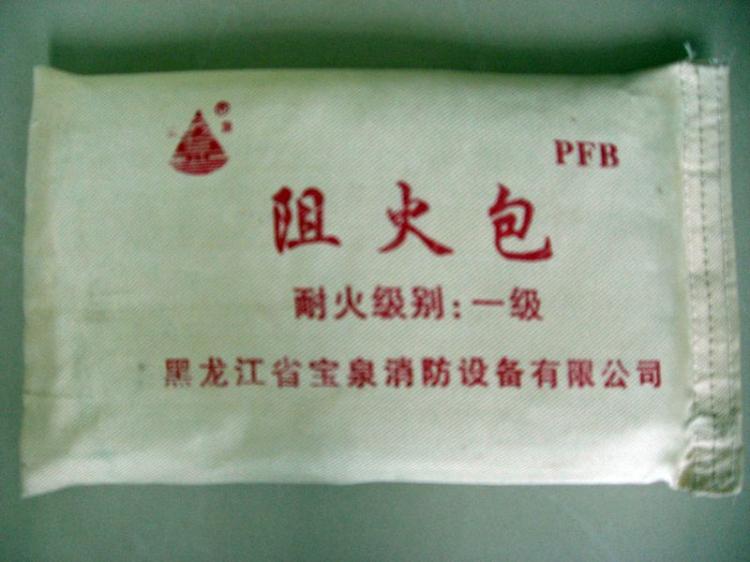 PFB
阻火包
耐火级别:一级
黑龙江省宝泉消防设备有限公司